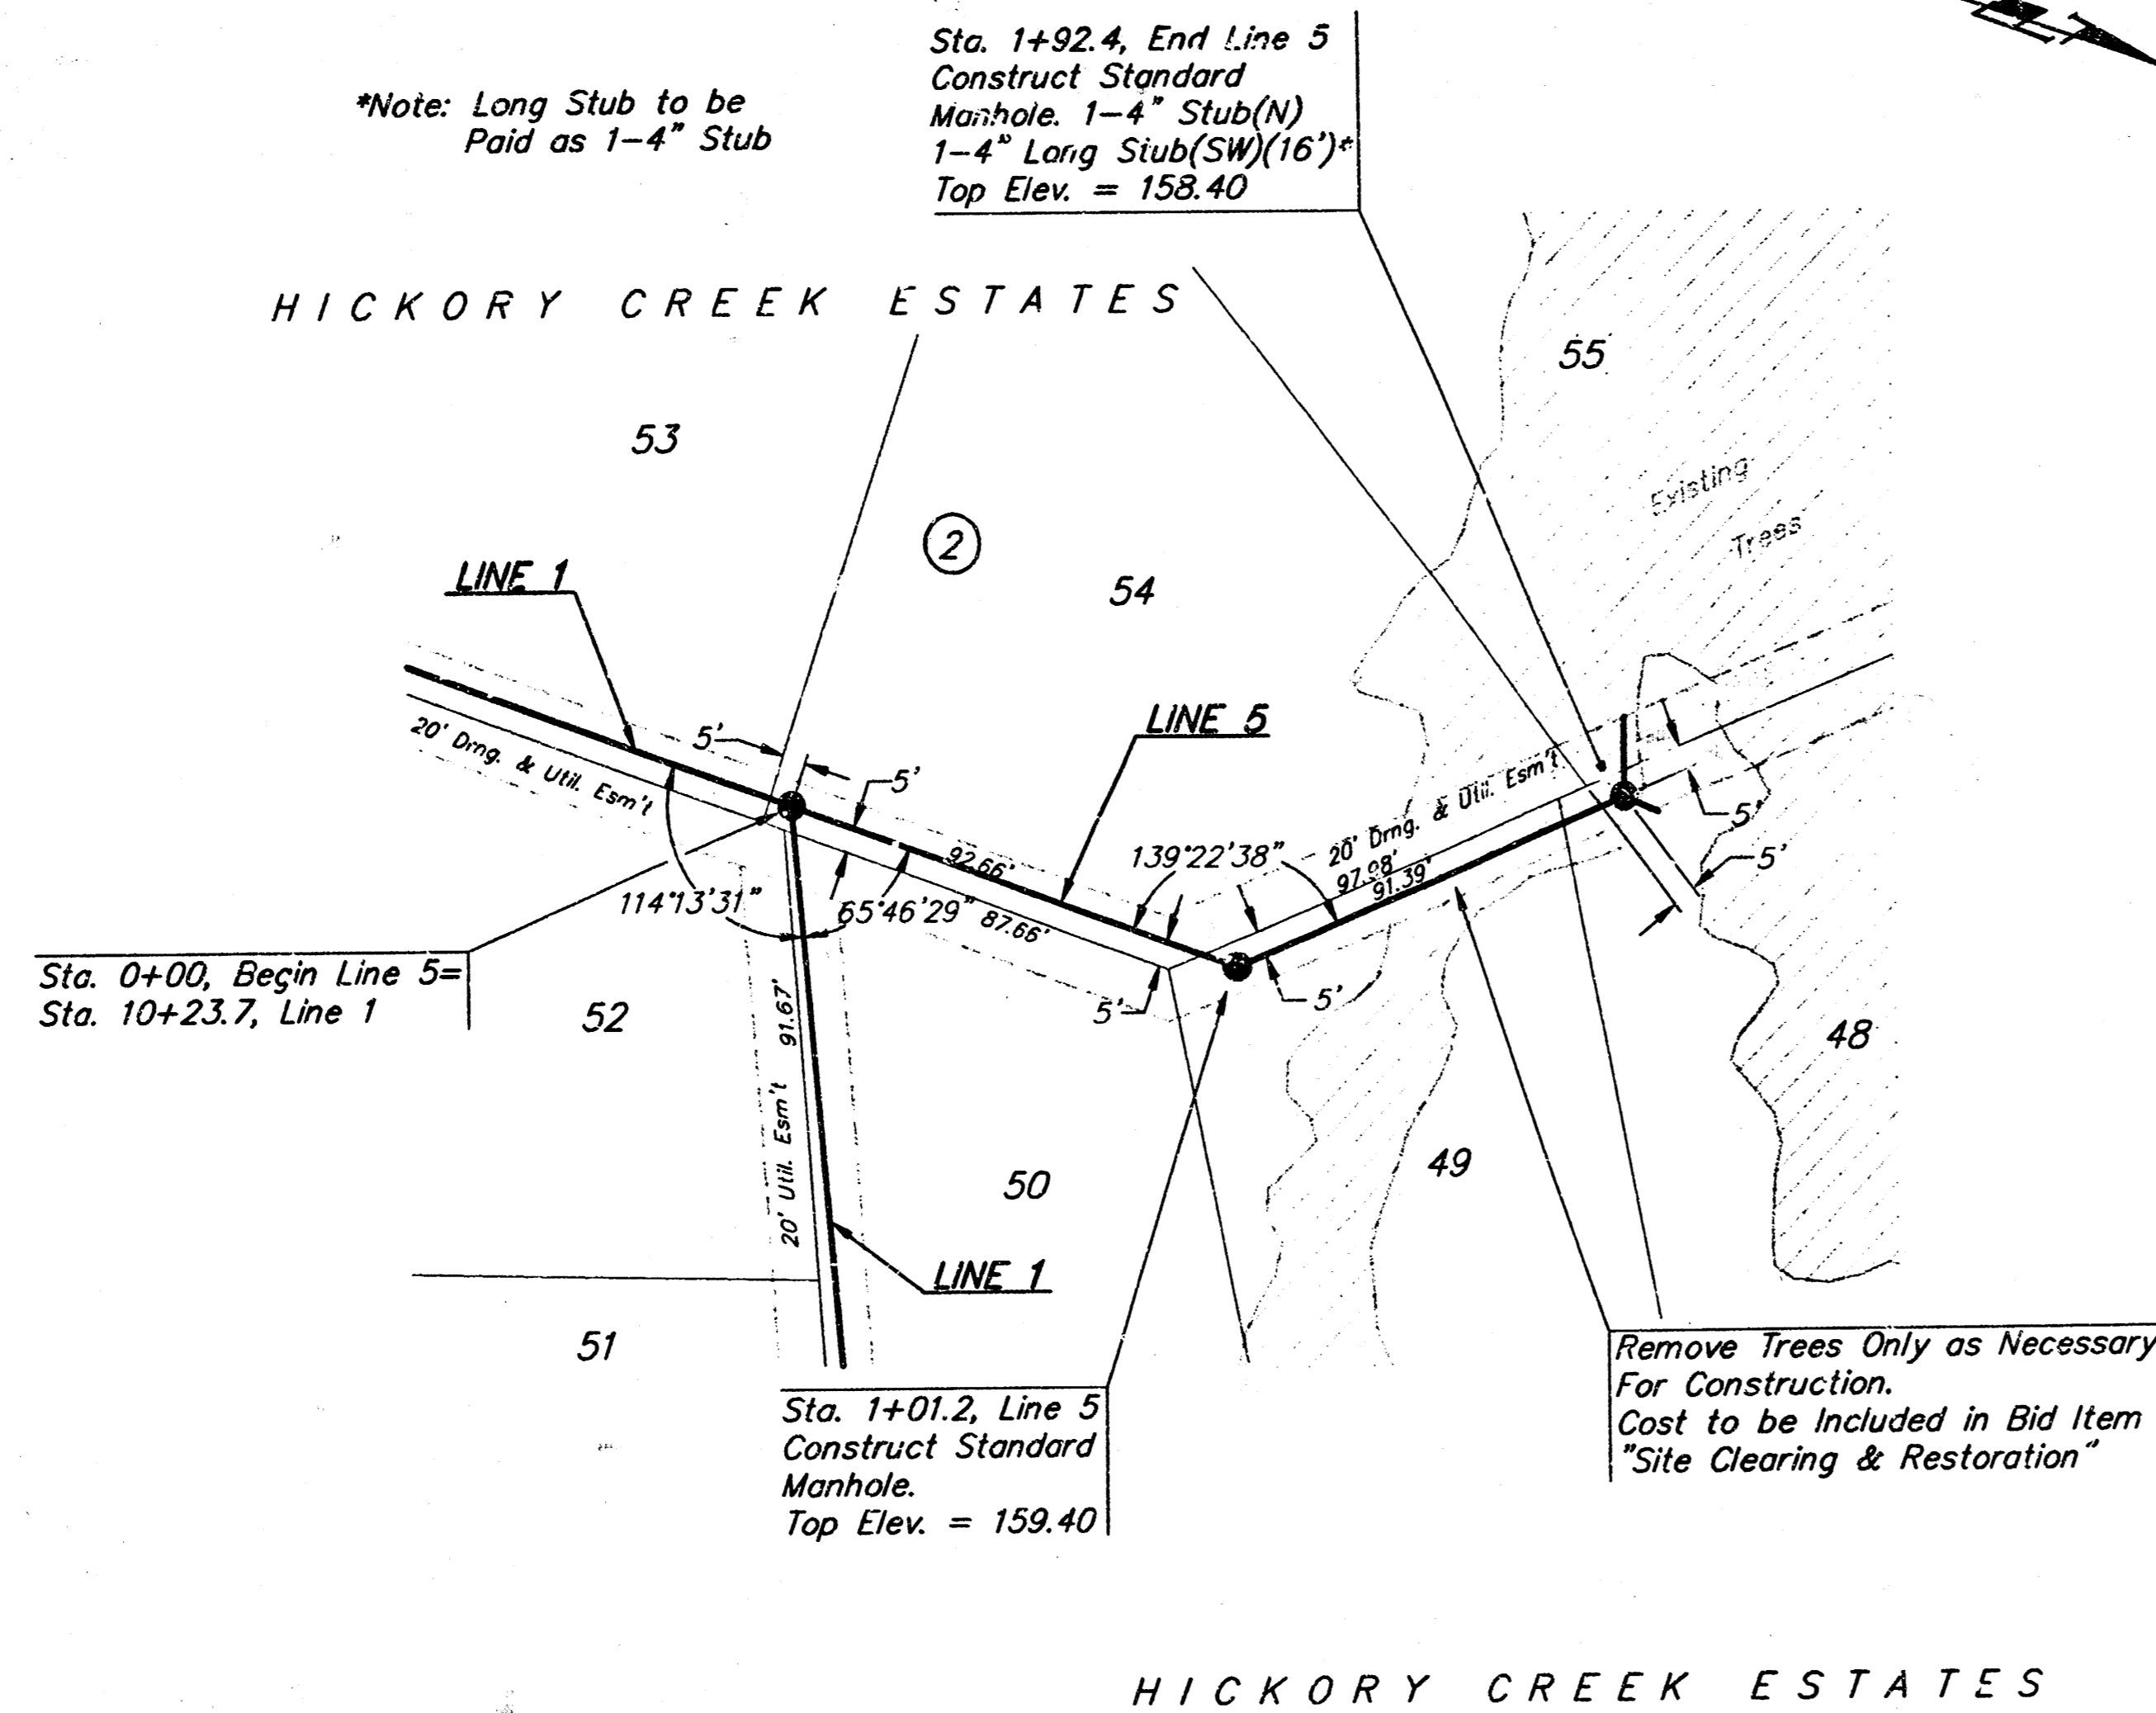 Sta. 1+92.4, End Line 5
Construct Standard
Manhole. 1-4" Stub(N)
1-4" Long Stub(SW)(16')*
Top Elev. = 158.40
*Note: Long Stub to be
Paid as 1-4" Stub
HICKORY CREEK ESTATES
55
53
Existing
Trees
2
54
LINE 1
LINE 5
5'
5'
20' Drng. & Util. Esm't
20' Drng. & Util. Esm't
5'
5'
92.66'
139°22'38"
97.98'
91.39'
114°13'31"
65°46'29"
87.66'
5'
5'
Sta. 0+00, Begin Line 5=
Sta. 10+23.7, Line 1
52
91.67'
20' Util. Esm't
48
49
50
LINE 1
51
Remove Trees Only as Necessary
For Construction.
Cost to be Included in Bid Item
"Site Clearing & Restoration"
Sta. 1+01.2, Line 5
Construct Standard
Manhole.
Top Elev. = 159.40
HICKORY CREEK ESTATES